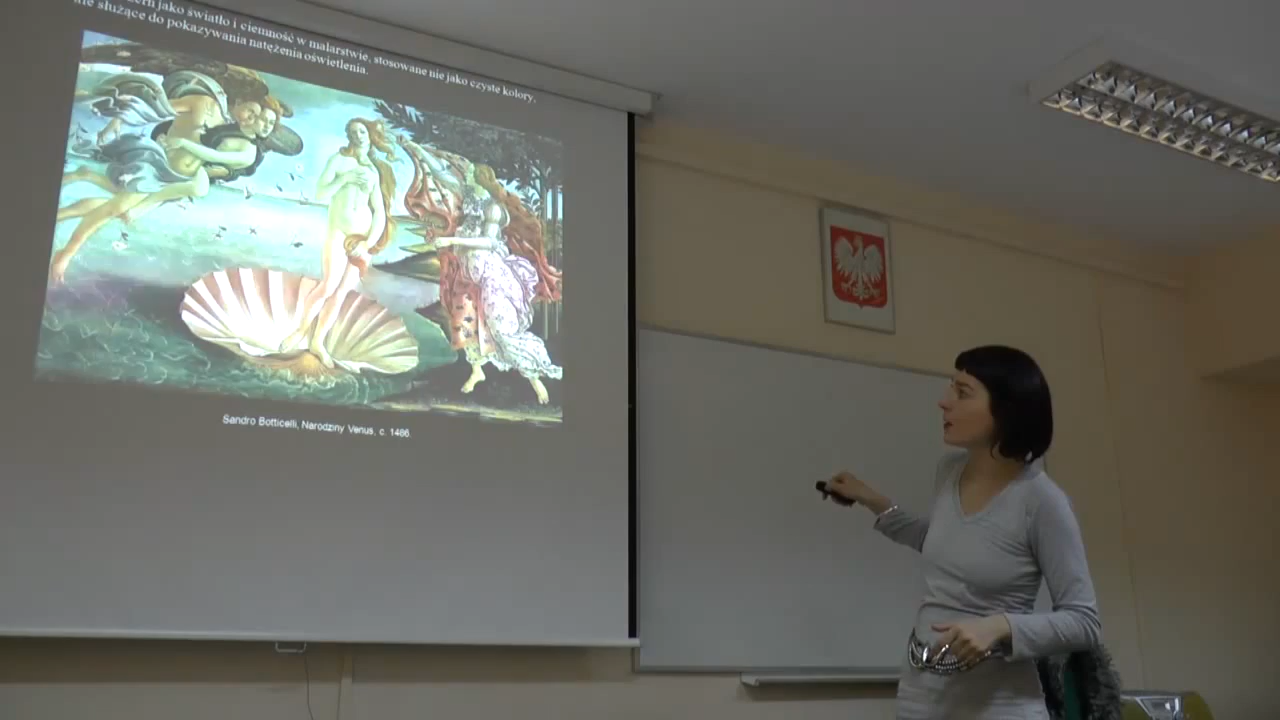 jako światło i ciemność w malarstwie, stosowane nie jako czyste kolory,
ale służące do pokazywania natężenia oświetlenia.
Sandro Botticelli, Narodziny Venus, c. 1486.